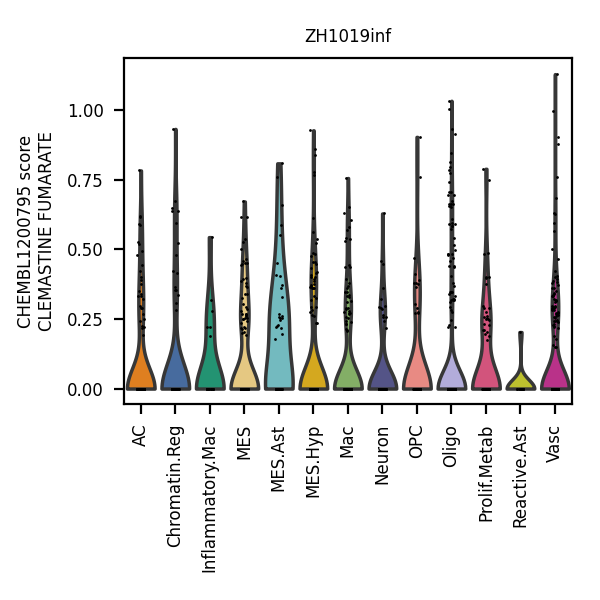 ZH1019inf
CHEMBL1200795 score
CLEMASTINE FUMARATE
1.00
0.75
0.50
0.25
0.00
AC
Chromatin.Reg
Inflammatory.Mac
MES
MES.Ast
MES.Hyp
Mac
Neuron
OPC
Oligo
Prolif.Metab
Reactive.Ast
Vasc